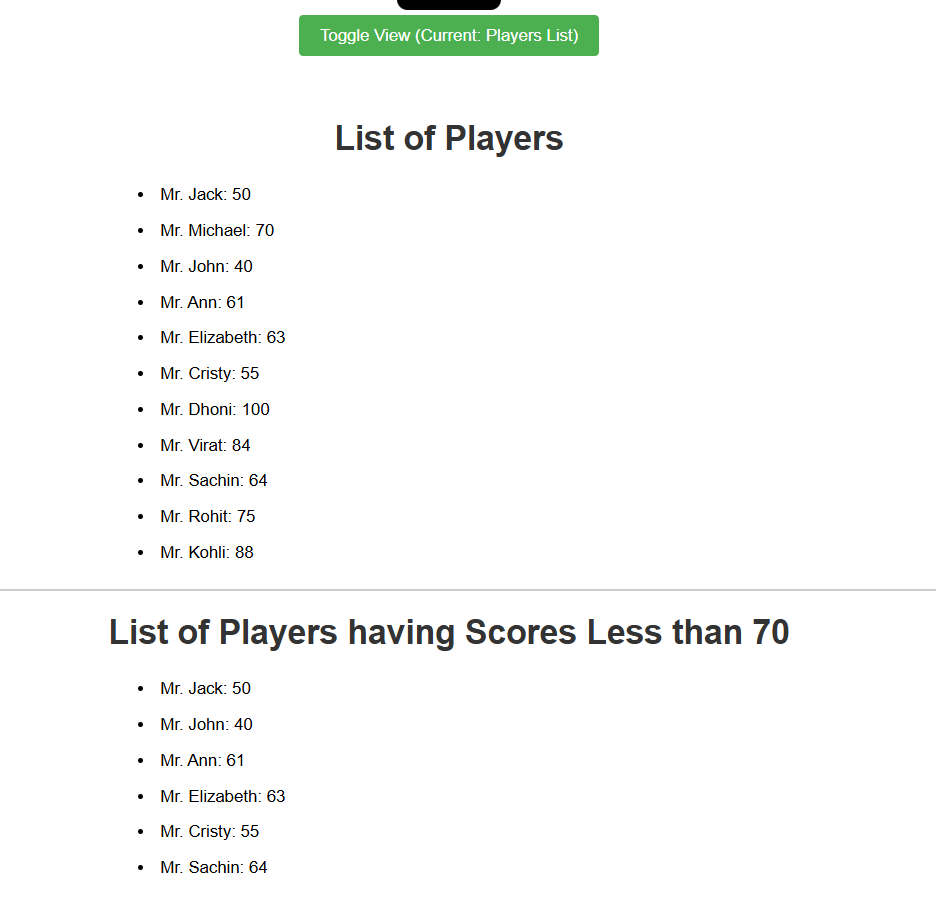 Toggle View (Current: Players List)
List of Players
Mr. Jack: 50
Mr. Michael: 70
Mr. John: 40
Mr. Ann: 61
Mr. Elizabeth: 63
Mr. Cristy: 55
Mr. Dhoni: 100
Mr. Virat: 84
Mr. Sachin: 64
Mr. Rohit: 75
Mr. Kohli: 88
List of Players having Scores Less than 70
Mr. Jack: 50
Mr. John: 40
Mr. Ann: 61
Mr. Elizabeth: 63
Mr. Cristy: 55
Mr. Sachin: 64